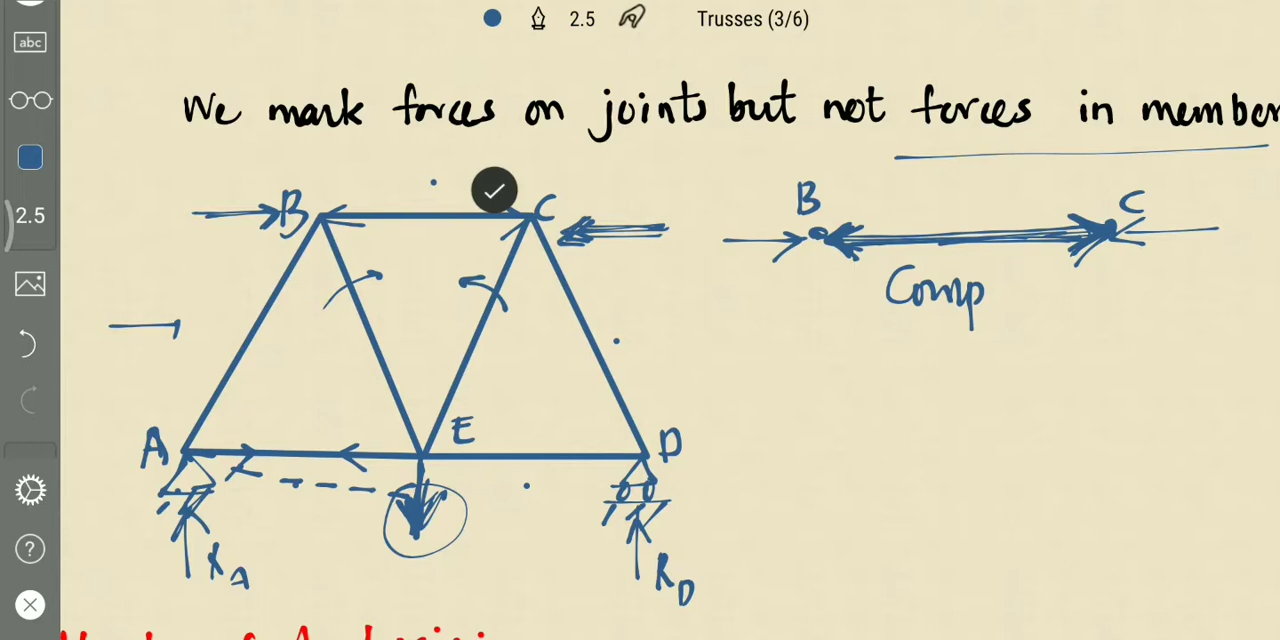 abc
2.5
Trusses (3/6)
We mark forces on joints but not forces in member
2.5
B
C
B
C
Comp
A
E
D
R_A
R_D
?